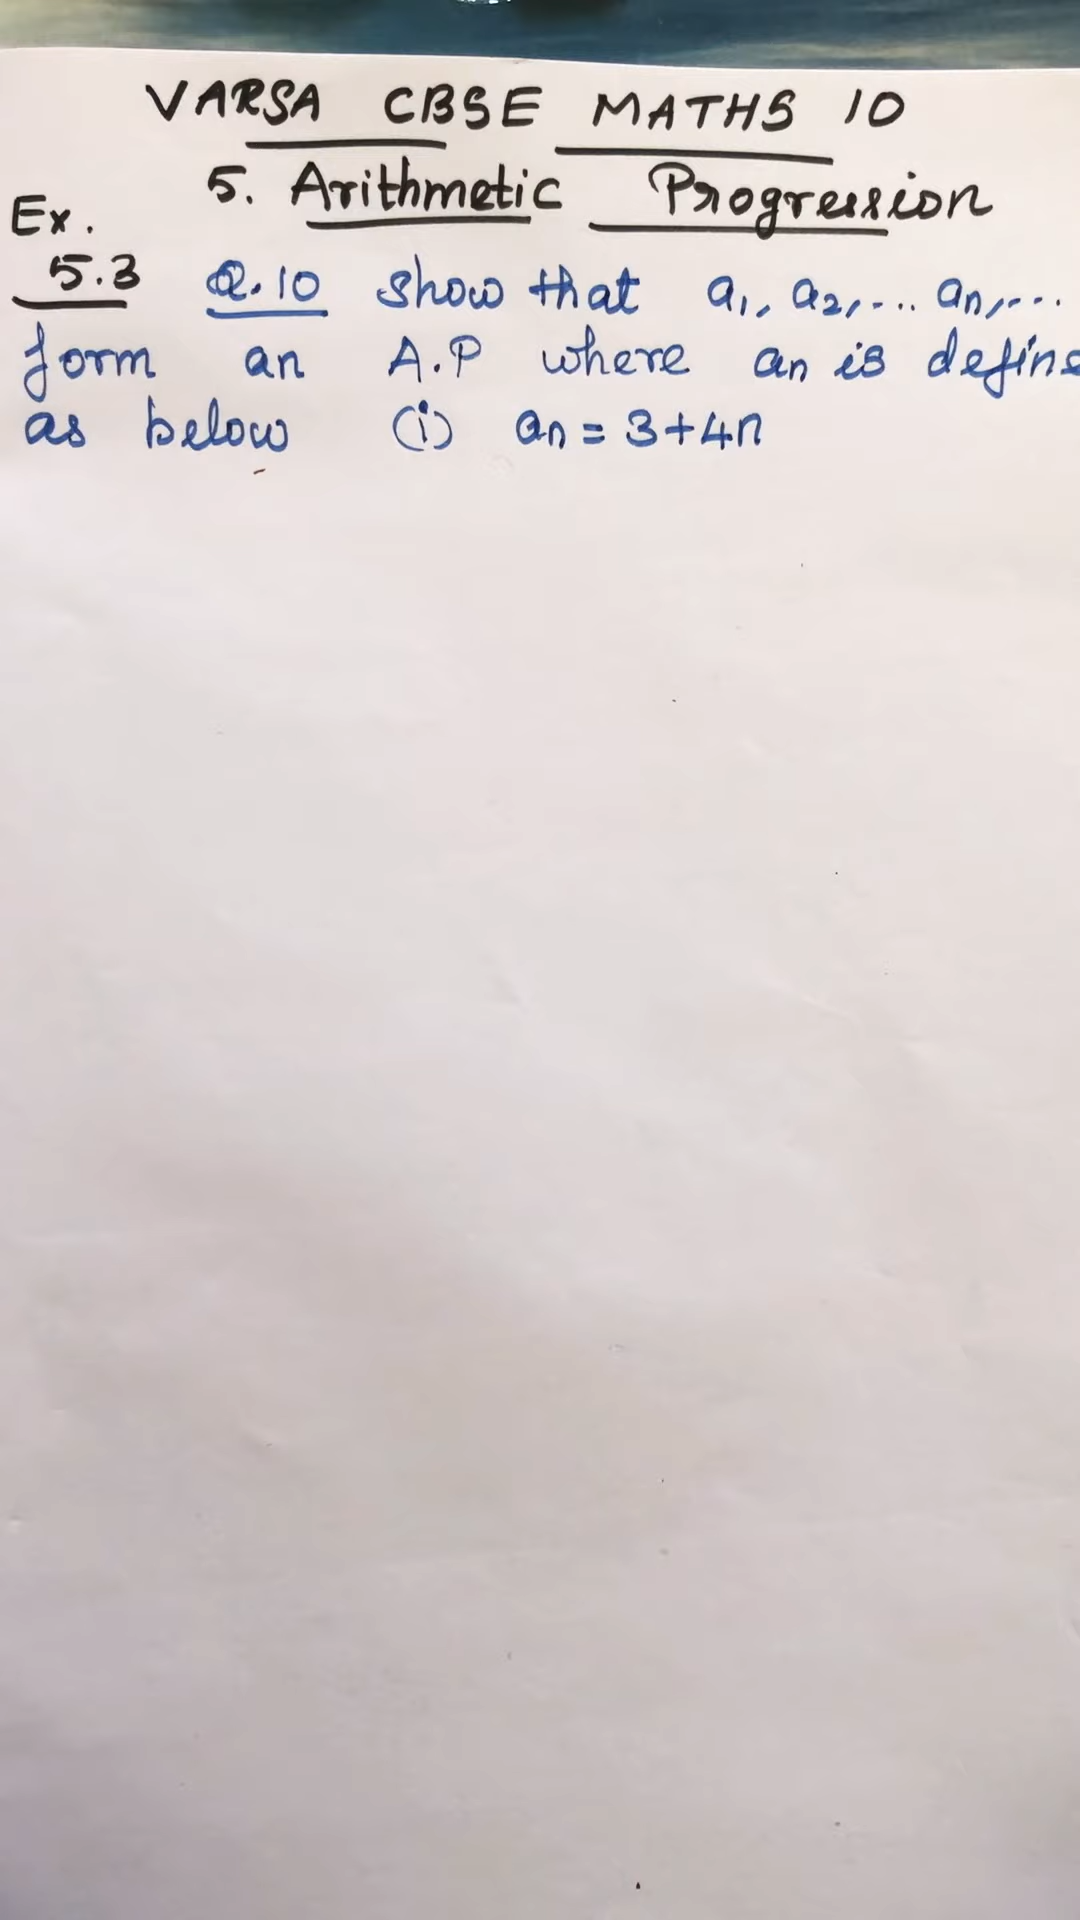 VARSA CBSE MATHS 10
5. Arithmetic Progression
Ex.
5.3 Q.10 show that a₁, a₂,... aₙ,...
form an A.P where aₙ is define
as below (i) aₙ = 3+4n